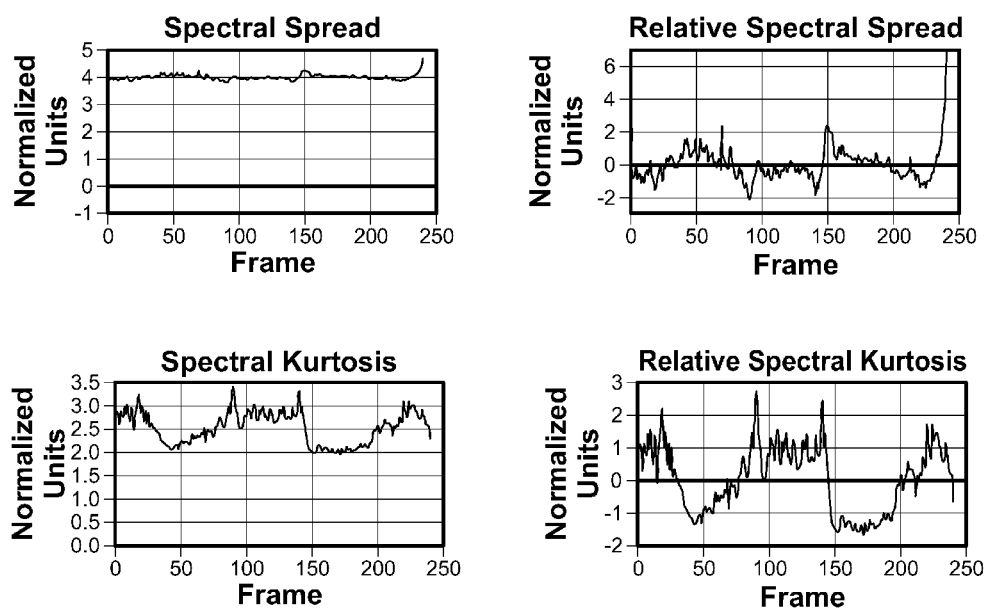 Spectral Spread
Normalized
Units
5
4
3
2
1
0
-1
0 50 100 150 200 250
Frame
Relative Spectral Spread
Normalized
Units
6
4
2
0
-2
0 50 100 150 200 250
Frame
Spectral Kurtosis
Normalized
Units
3.5
3.0
2.5
2.0
1.5
1.0
0.5
0.0
0 50 100 150 200 250
Frame
Relative Spectral Kurtosis
Normalized
Units
3
2
1
0
-1
-2
0 50 100 150 200 250
Frame